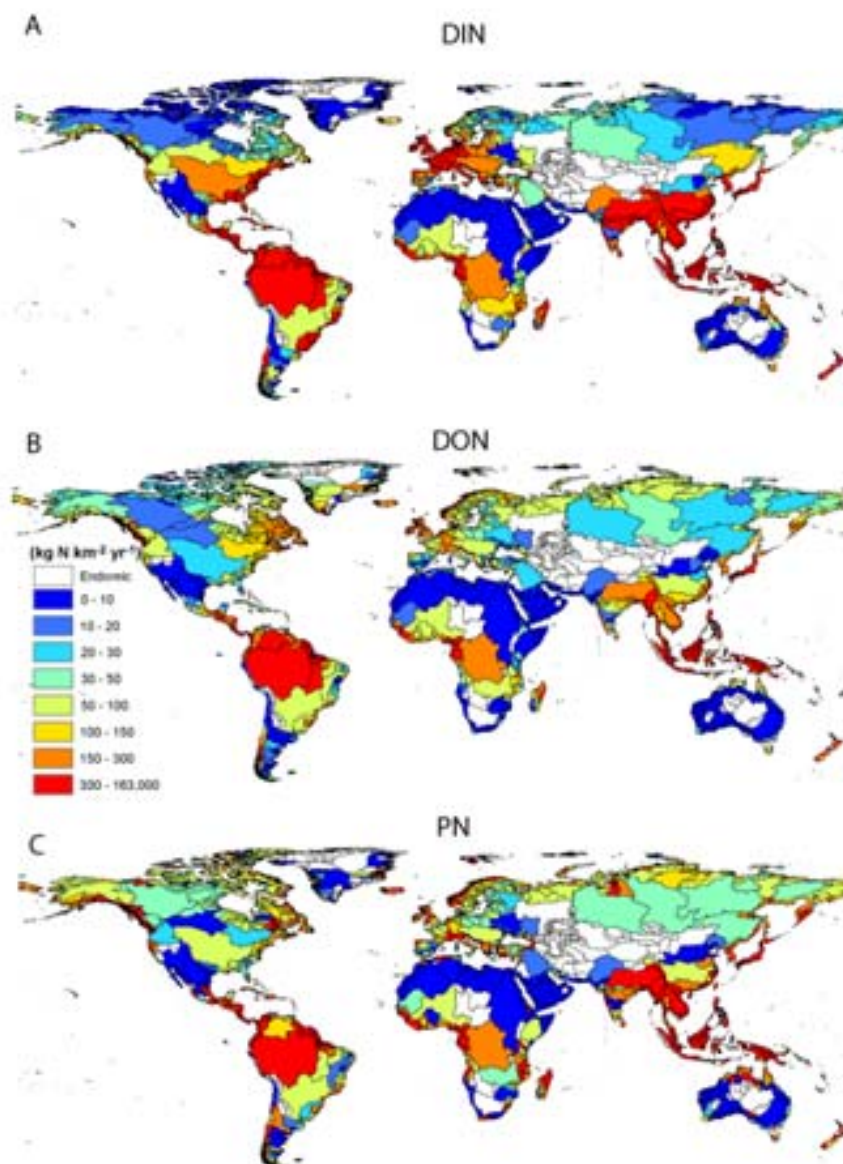 A
DIN
B
DON
(kg N km⁻² yr⁻¹)
Endorheic
0 - 10
10 - 20
20 - 30
30 - 50
50 - 100
100 - 150
150 - 300
300 - 163,000
C
PN